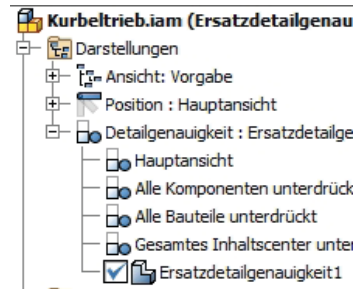 Kurbeltrieb.iam (Ersatzdetailgenau
Darstellungen
Ansicht: Vorgabe
Position : Hauptansicht
Detailgenauigkeit : Ersatzdetailge
Hauptansicht
Alle Komponenten unterdrück
Alle Bauteile unterdrückt
Gesamtes Inhaltscenter unter
Ersatzdetailgenauigkeit1